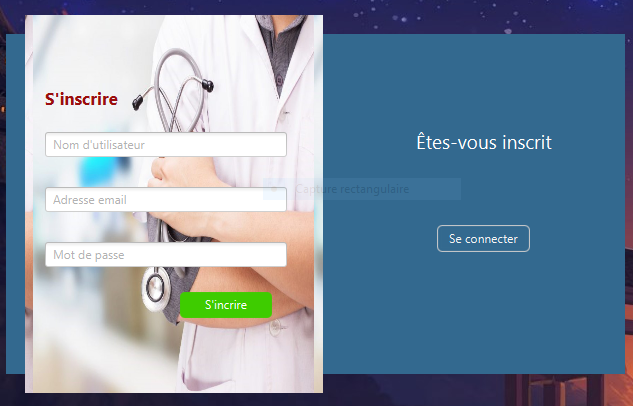 S'inscrire
Nom d'utilisateur
Adresse email
Mot de passe
S'incrire
Êtes-vous inscrit
Capture rectangulaire
Se connecter